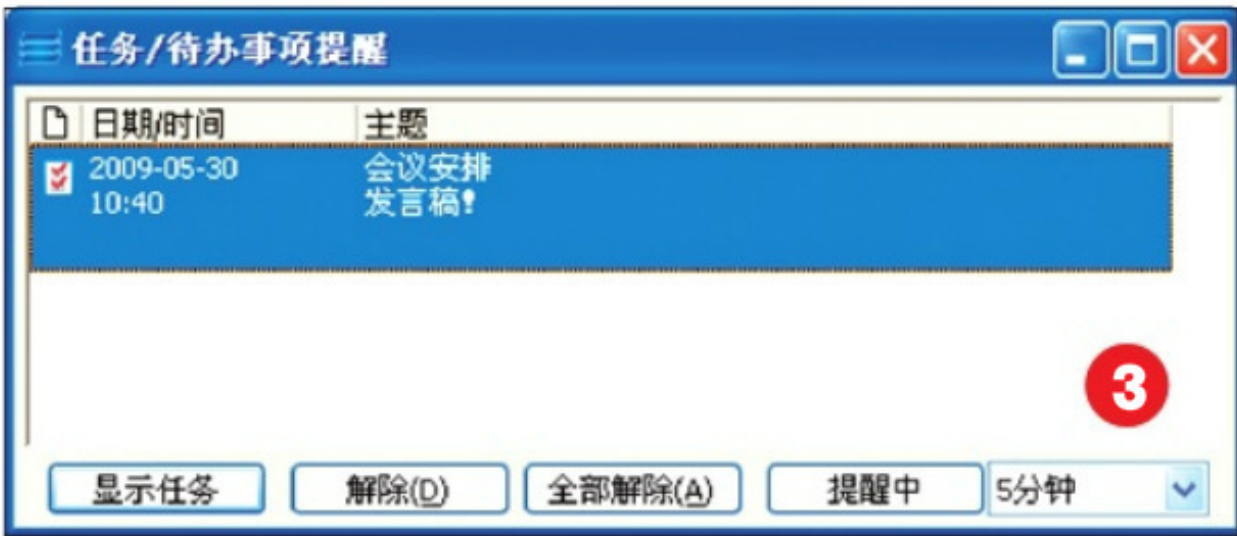 任务/待办事项提醒
日期/时间 主题
2009-05-30 会议安排
10:40 发言稿!
3
显示任务 解除(D) 全部解除(A) 提醒中 5分钟